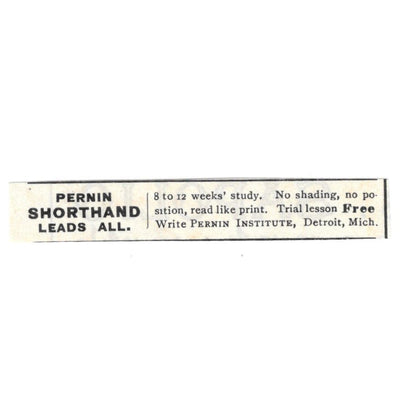 PERNIN
SHORTHAND
LEADS ALL.
8 to 12 weeks' study. No shading, no po-
sition, read like print. Trial lesson Free
Write PERNIN INSTITUTE, Detroit, Mich.